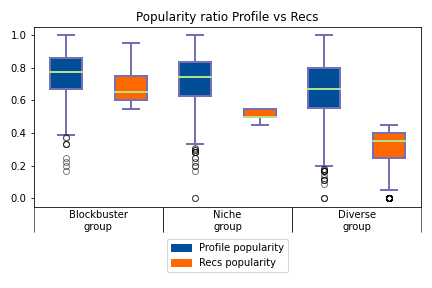 Popularity ratio Profile vs Recs
1.0
0.8
0.6
0.4
0.2
0.0
Blockbuster
group
Niche
group
Diverse
group
Profile popularity
Recs popularity